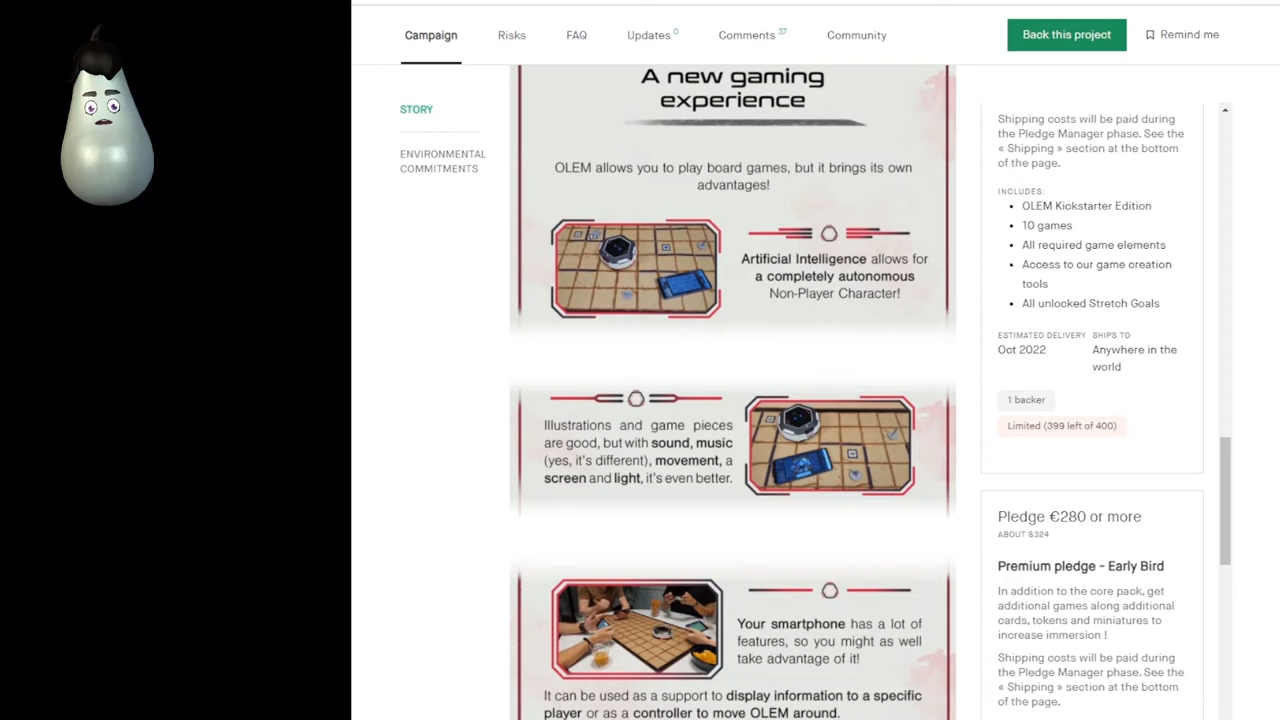 Campaign
Risks
FAQ
Updates 0
Comments 37
Community
Back this project
Remind me
STORY
ENVIRONMENTAL
COMMITMENTS
A new gaming
experience
OLEM allows you to play board games, but it brings its own
advantages!
Artificial Intelligence allows for
a completely autonomous
Non-Player Character!
Illustrations and game pieces
are good, but with sound, music
(yes, it's different), movement, a
screen and light, it's even better.
Your smartphone has a lot of
features, so you might as well
take advantage of it!
It can be used as a support to display information to a specific
player or as a controller to move OLEM around.
Shipping costs will be paid during
the Pledge Manager phase. See the
« Shipping » section at the bottom
of the page.
INCLUDES:
• OLEM Kickstarter Edition
• 10 games
• All required game elements
• Access to our game creation
tools
• All unlocked Stretch Goals
ESTIMATED DELIVERY
Oct 2022
SHIPS TO
Anywhere in the
world
1 backer
Limited (399 left of 400)
Pledge €280 or more
ABOUT $324
Premium pledge - Early Bird
In addition to the core pack, get
additional games along additional
cards, tokens and miniatures to
increase immersion !
Shipping costs will be paid during
the Pledge Manager phase. See the
« Shipping » section at the bottom
of the page.